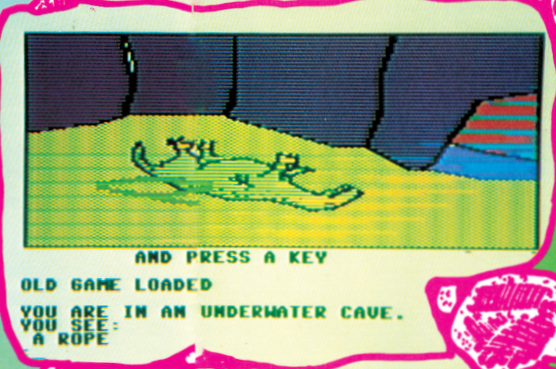 AND PRESS A KEY
OLD GAME LOADED
YOU ARE IN AN UNDERWATER CAVE.
YOU SEE:
A ROPE